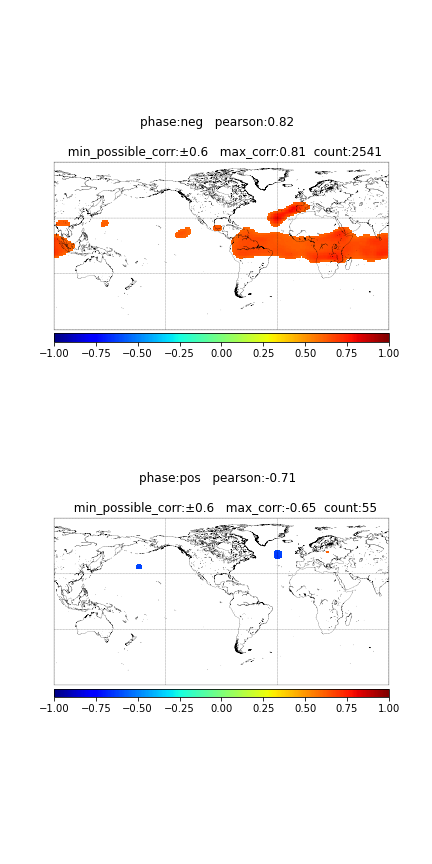 phase:neg   pearson:0.82
min_possible_corr:±0.6   max_corr:0.81  count:2541
−1.00 −0.75 −0.50 −0.25 0.00 0.25 0.50 0.75 1.00
phase:pos   pearson:-0.71
min_possible_corr:±0.6   max_corr:-0.65  count:55
−1.00 −0.75 −0.50 −0.25 0.00 0.25 0.50 0.75 1.00